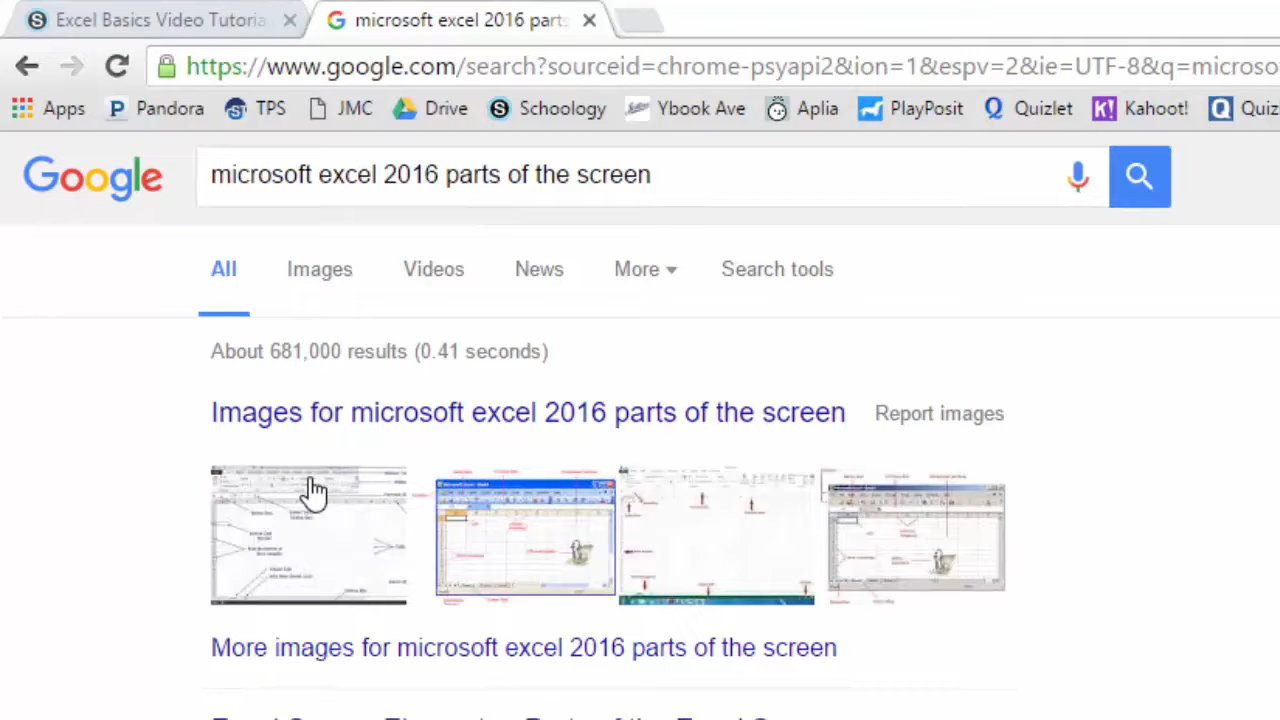 Excel Basics Video Tutoria
microsoft excel 2016 part
https://www.google.com/search?sourceid=chrome-psyapi2&ion=1&espv=2&ie=UTF-8&q=microso
Apps Pandora TPS JMC Drive Schoology Ybook Ave Aplia PlayPosit Quizlet Kahoot! Quiz
Google microsoft excel 2016 parts of the screen
All Images Videos News More Search tools
About 681,000 results (0.41 seconds)
Images for microsoft excel 2016 parts of the screen Report images
More images for microsoft excel 2016 parts of the screen